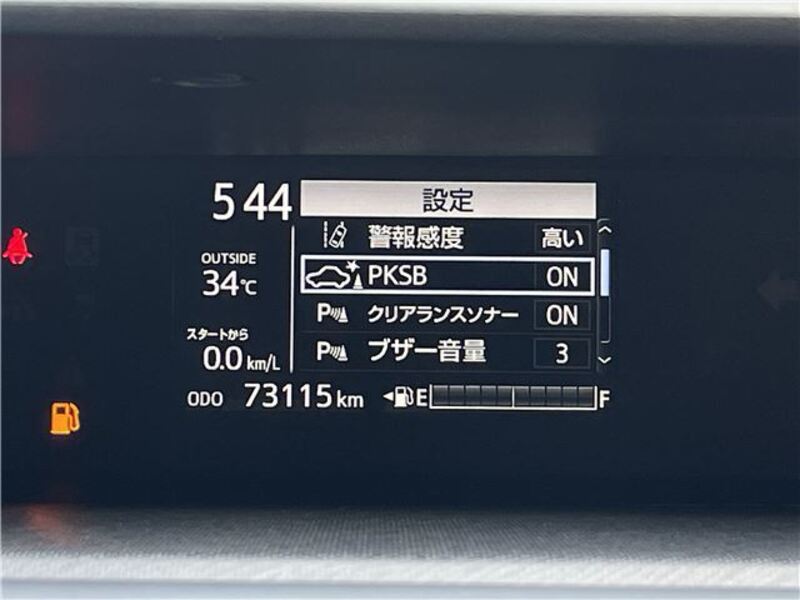 5 44
設定
警報感度 高い
OUTSIDE
34℃
PKSB ON
P クリアランスソナー ON
スタートから
0.0 km/L
P ブザー音量 3
ODO 73115 km
E F